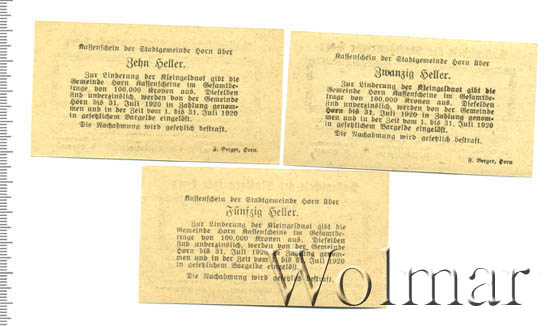 Kassenschein der Stadtgemeinde Horn über
Zehn Heller.
Zur Linderung der Kleingeldnot gibt die
Gemeinde Horn Kassenscheine im Gesamtbe-
trage von 100.000 Kronen aus. Dieselben
sind unverzinslich, werden von der Gemeinde
Horn bis 31. Juli 1920 in Zahlung genom-
men und in der Zeit vom 1. bis 31. Juli 1920
in gesetzlichem Bargelde eingelöst.
Die Nachahmung wird gesetzlich bestraft.
F. Berger, Horn.
Kassenschein der Stadtgemeinde Horn über
Zwanzig Heller.
Zur Linderung der Kleingeldnot gibt die
Gemeinde Horn Kassenscheine im Gesamtbe-
trage von 100.000 Kronen aus. Dieselben
sind unverzinslich, werden von der Gemeinde
Horn bis 31. Juli 1920 in Zahlung genom-
men und in der Zeit vom 1. bis 31. Juli 1920
in gesetzlichem Bargelde eingelöst.
Die Nachahmung wird gesetzlich bestraft.
F. Berger, Horn
Kassenschein der Stadtgemeinde Horn über
Fünfzig Heller.
Zur Linderung der Kleingeldnot gibt die
Gemeinde Horn Kassenscheine im Gesamtbe-
trage von 100.000 Kronen aus. Dieselben
sind unverzinslich, werden von der Gemeinde
Horn bis 31. Juli 1920 in Zahlung genom-
men und in der Zeit vom 1. bis 31. Juli 1920
in gesetzlichem Bargelde eingelöst.
Die Nachahmung wird gesetzlich bestraft.
Wolmar